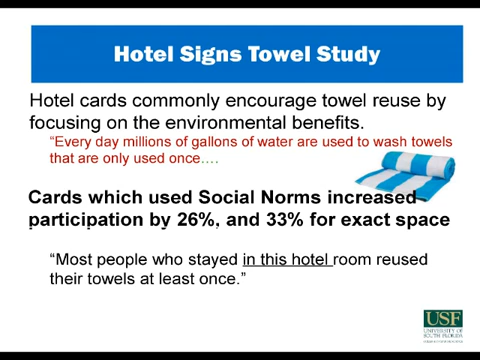 Hotel Signs Towel Study
Hotel cards commonly encourage towel reuse by
focusing on the environmental benefits.
“Every day millions of gallons of water are used to wash towels
that are only used once….
Cards which used Social Norms increased
participation by 26%, and 33% for exact space
“Most people who stayed in this hotel room reused
their towels at least once.”
USF
UNIVERSITY OF
SOUTH FLORIDA